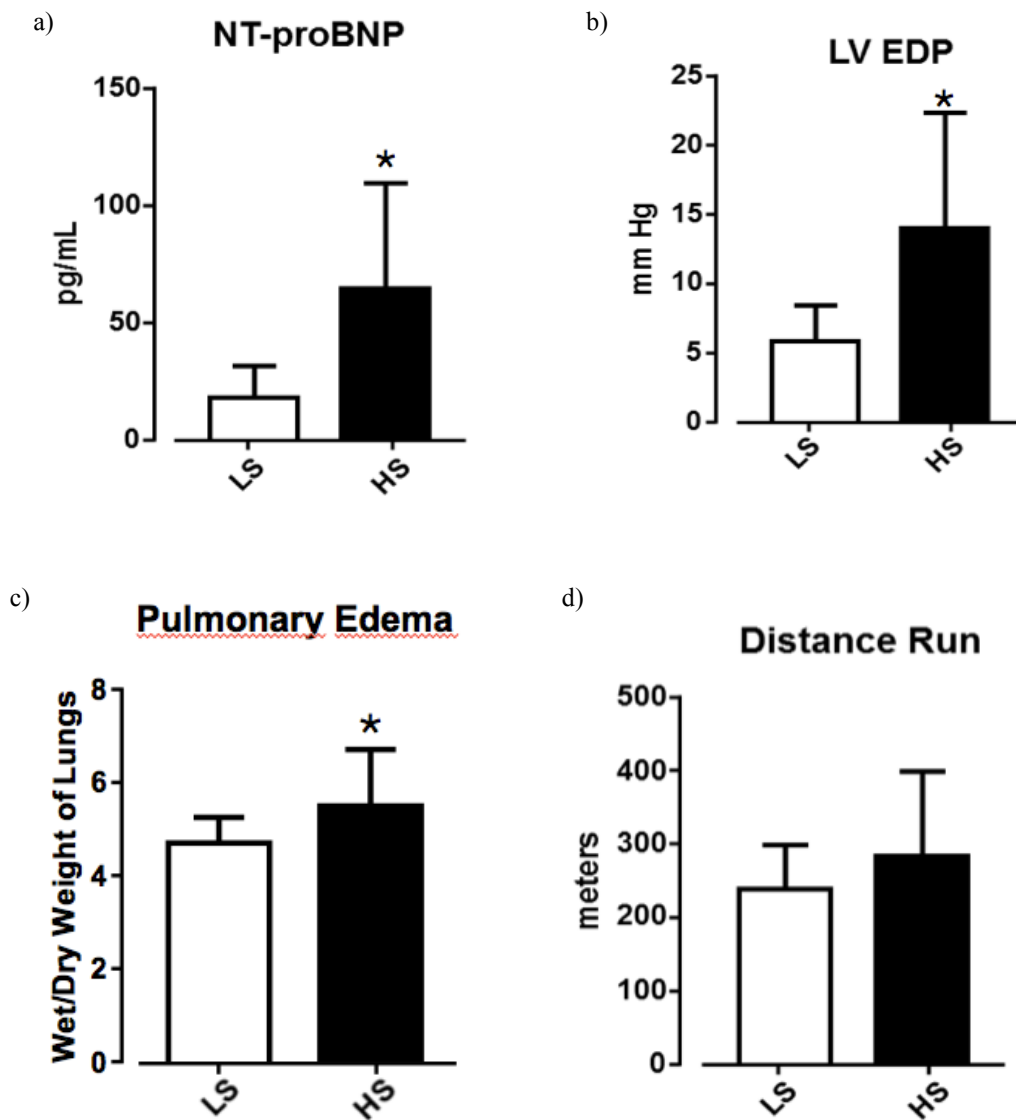 a)
NT-proBNP
150
100
50
0
pg/mL
*
LS
HS
b)
LV EDP
25
20
15
10
5
0
mm Hg
*
LS
HS
c)
Pulmonary Edema
8
6
4
2
0
Wet/Dry Weight of Lungs
*
LS
HS
d)
Distance Run
500
400
300
200
100
0
meters
LS
HS